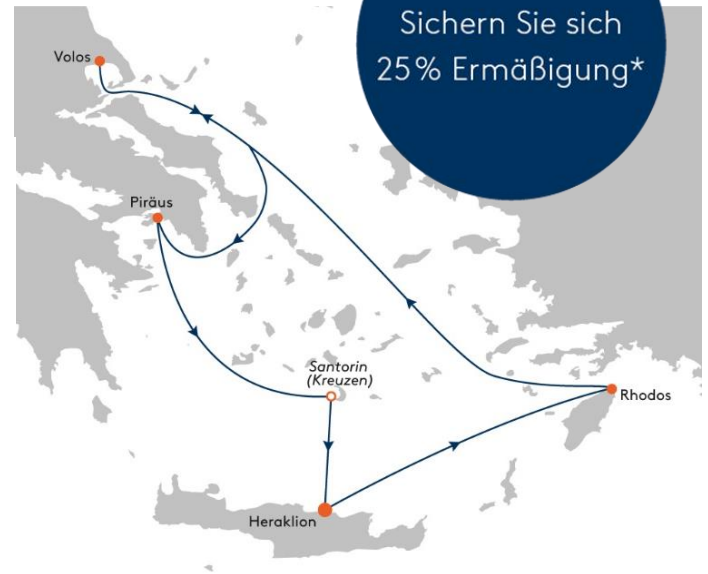 Sichern Sie sich
25% Ermäßigung*
Volos
Piräus
Santorin
(Kreuzen)
Rhodos
Heraklion